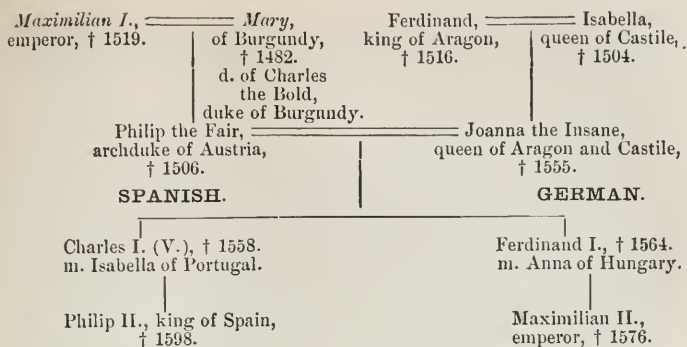 Maximilian I., Mary, Ferdinand, Isabella,
emperor, † 1519. of Burgundy, king of Aragon, queen of Castile,
† 1482. † 1516. † 1504.
d. of Charles
the Bold,
duke of Burgundy.
Philip the Fair, Joanna the Insane,
archduke of Austria, queen of Aragon and Castile,
† 1506. † 1555.
SPANISH. GERMAN.
Charles I. (V.), † 1558. Ferdinand I., † 1564.
m. Isabella of Portugal. m. Anna of Hungary.
Philip II., king of Spain, Maximilian II.,
† 1598. emperor, † 1576.